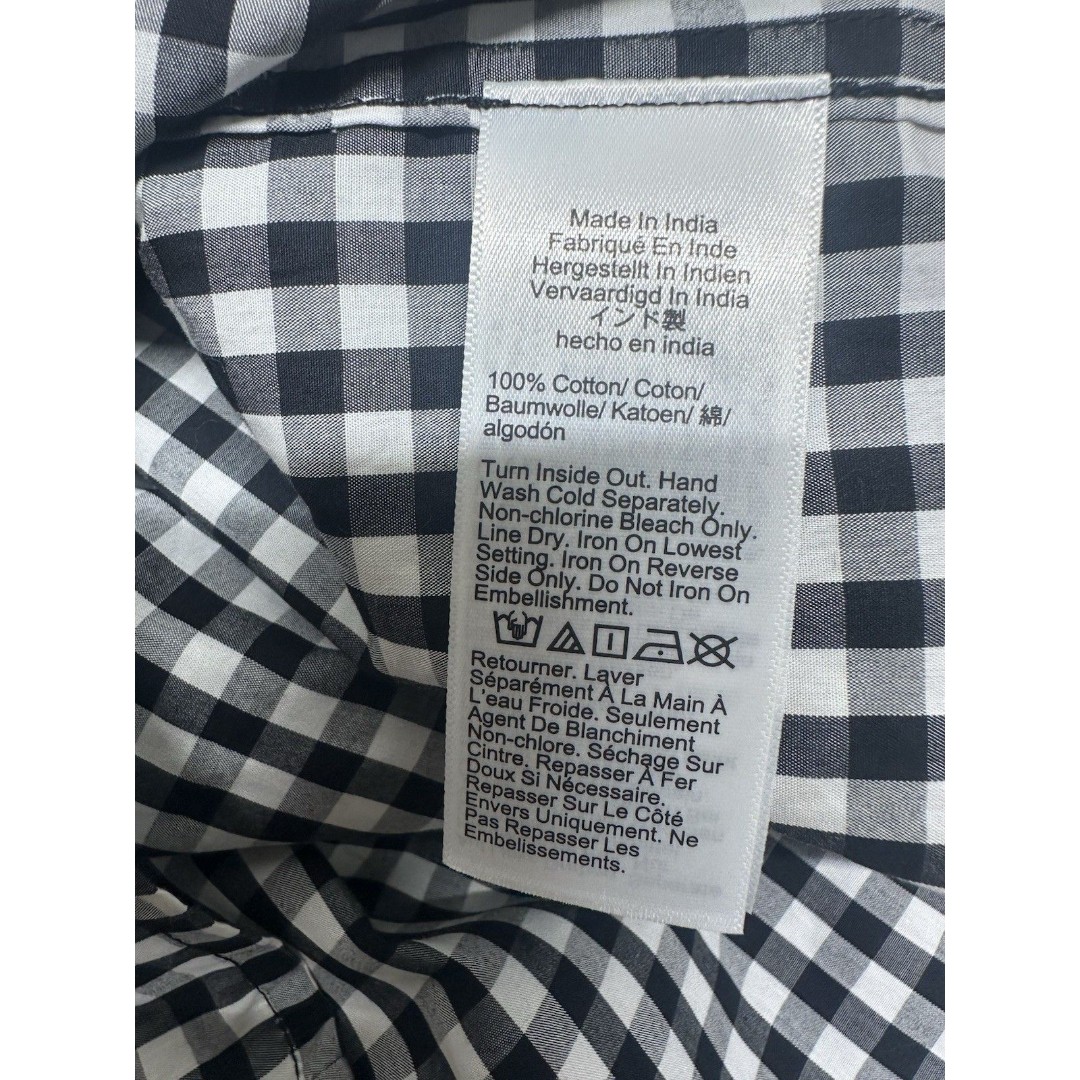 Made In India
Fabriqué En Inde
Hergestellt In Indien
Vervaardigd In India
インド製
hecho en india
100% Cotton/ Coton/
Baumwolle/ Katoen/ 綿/
algodón
Turn Inside Out. Hand
Wash Cold Separately.
Non-chlorine Bleach Only.
Line Dry. Iron On Lowest
Setting. Iron On Reverse
Side Only. Do Not Iron On
Embellishment.
Retourner. Laver
Séparément À La Main À
L'eau Froide. Seulement
Agent De Blanchiment
Non-chlore. Séchage Sur
Cintre. Repasser À Fer
Doux Si Nécessaire.
Repasser Sur Le Côté
Envers Uniquement. Ne
Pas Repasser Les
Embelissements.